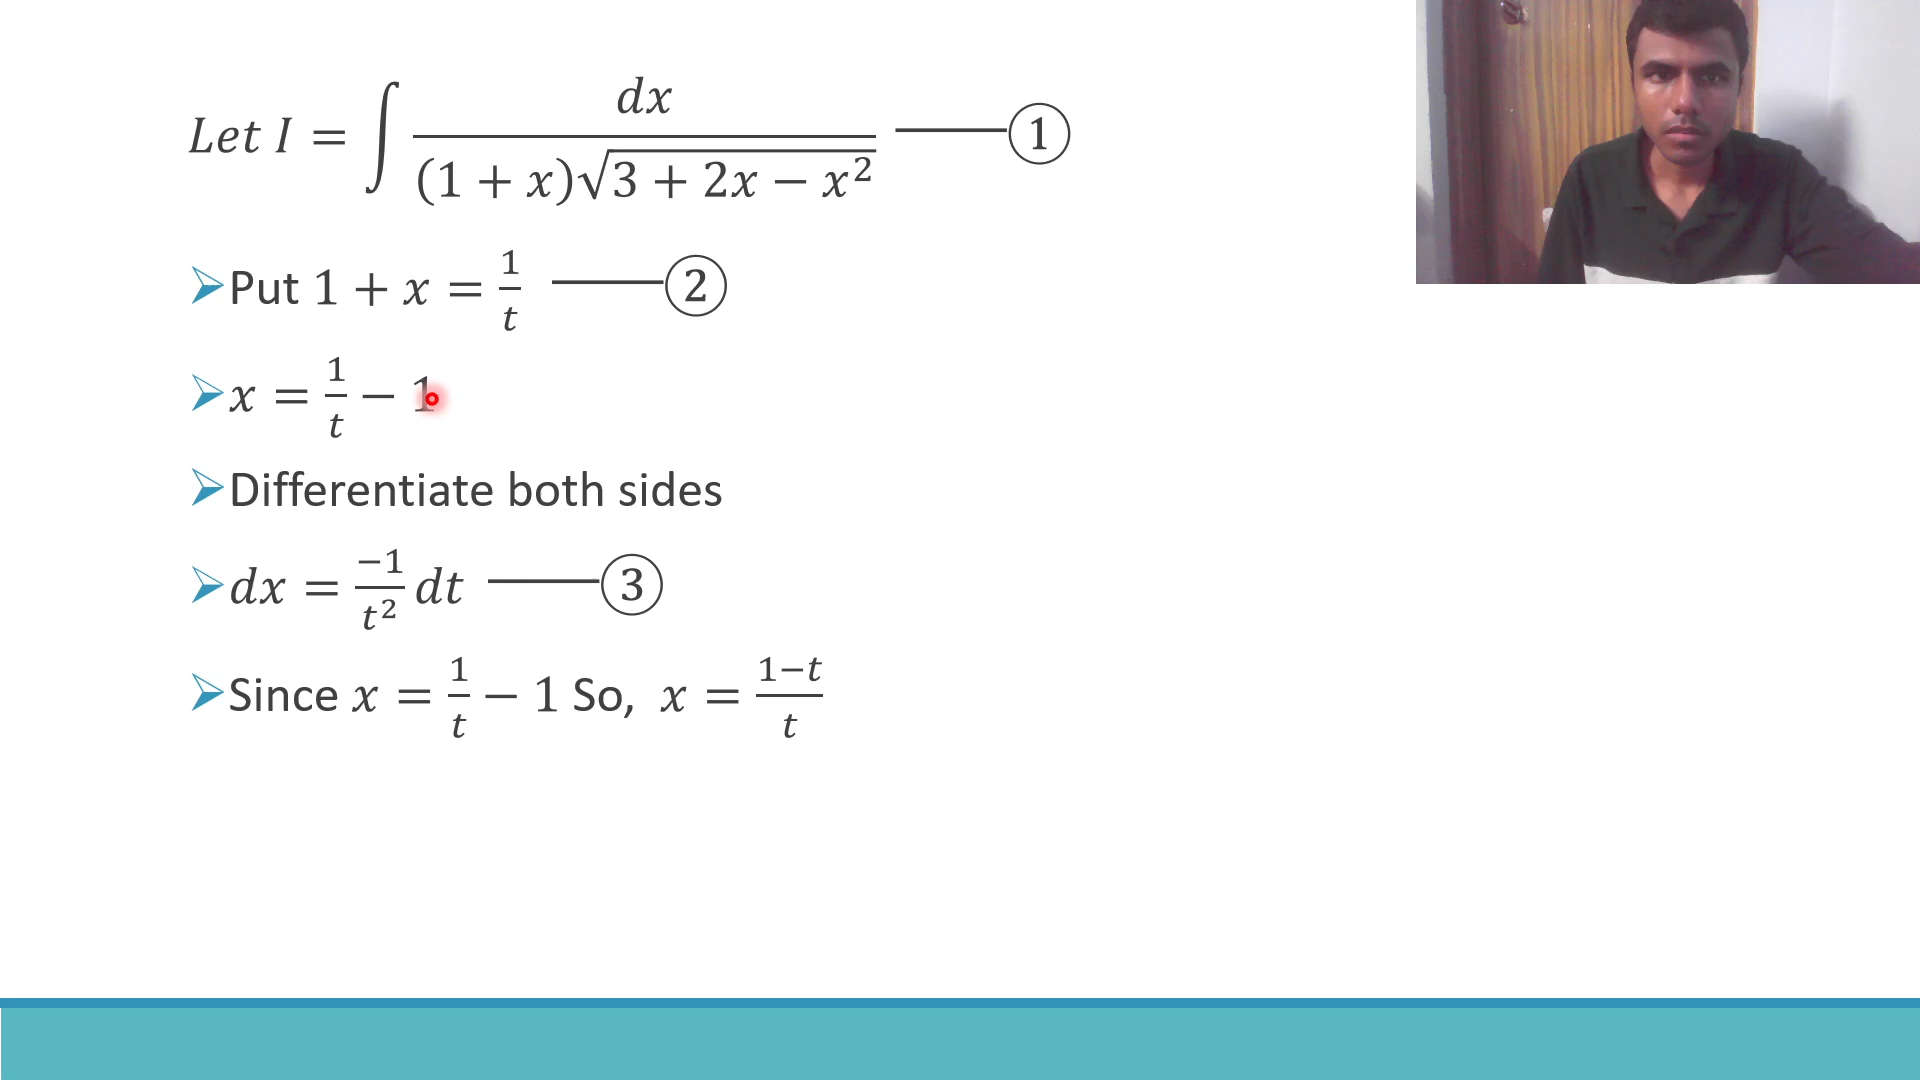 Let I = ∫ dx / ((1 + x)√(3 + 2x − x²)) ——①
➢Put 1 + x = 1/t ——②
➢x = 1/t − 1
➢Differentiate both sides
➢dx = −1/t² dt ——③
➢Since x = 1/t − 1 So, x = (1−t)/t